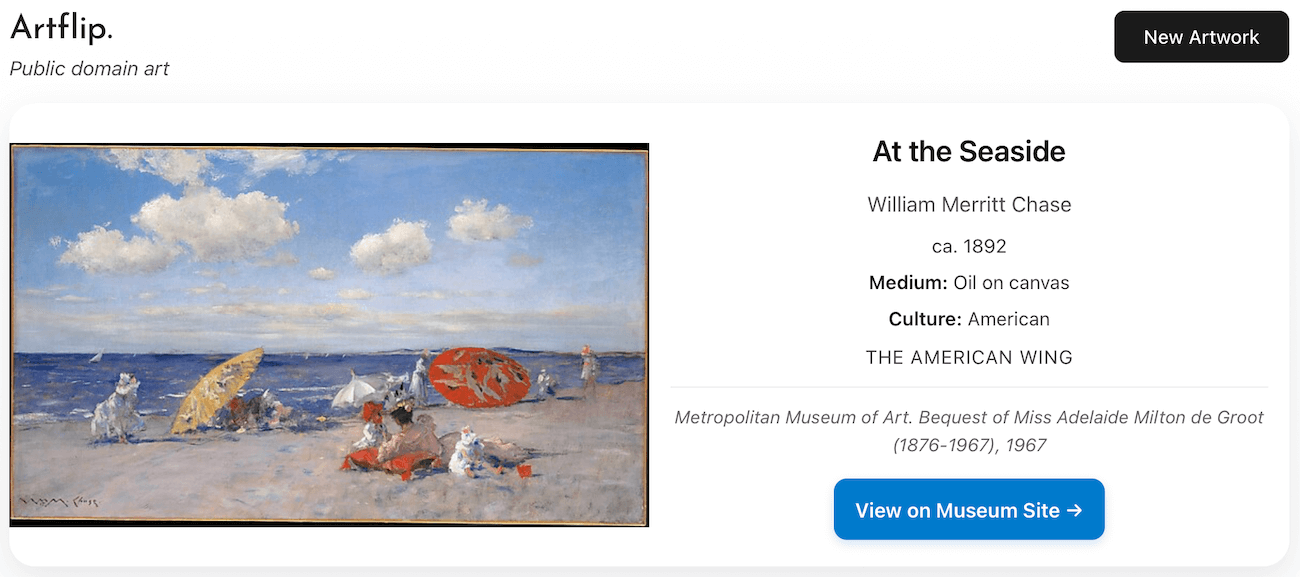 Artflip.
Public domain art
New Artwork
At the Seaside
William Merritt Chase
ca. 1892
Medium: Oil on canvas
Culture: American
THE AMERICAN WING
Metropolitan Museum of Art. Bequest of Miss Adelaide Milton de Groot
(1876-1967), 1967
View on Museum Site →